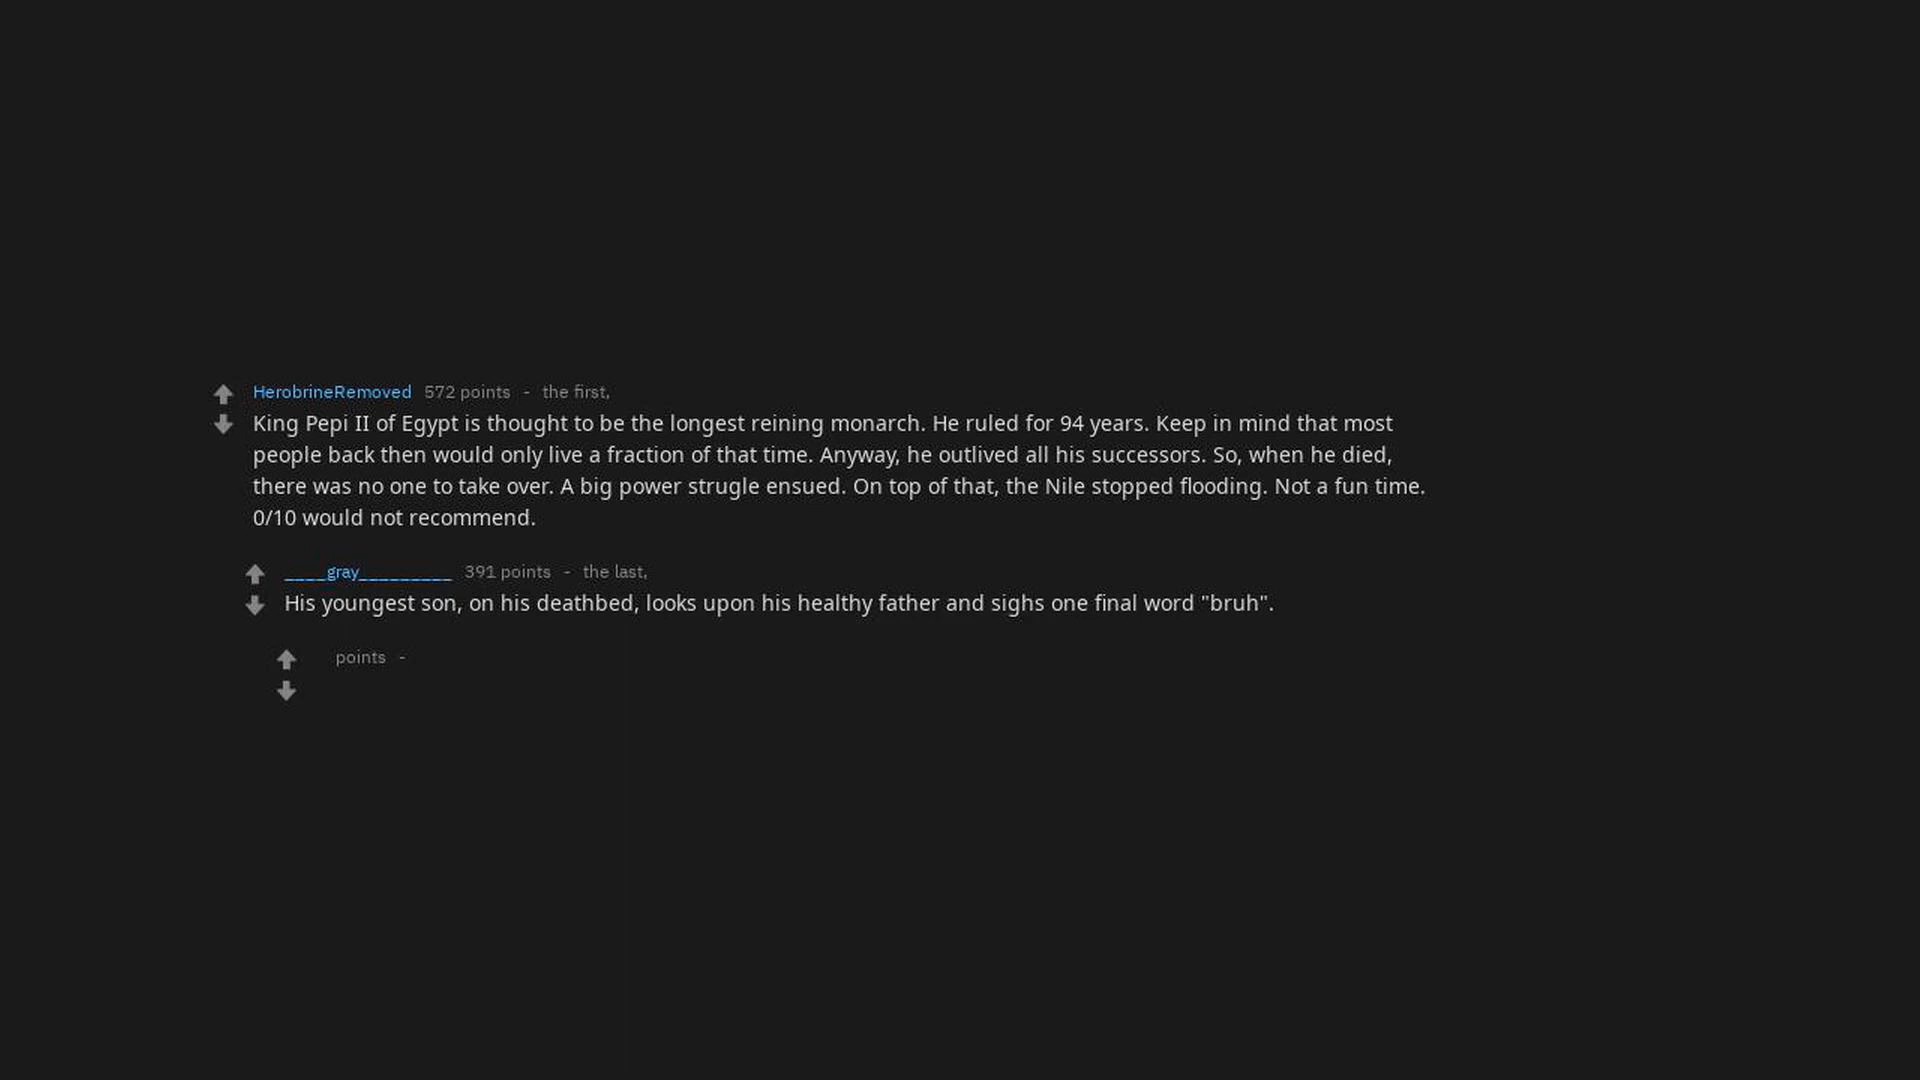 HerobrineRemoved 572 points - the first,
King Pepi II of Egypt is thought to be the longest reining monarch. He ruled for 94 years. Keep in mind that most
people back then would only live a fraction of that time. Anyway, he outlived all his successors. So, when he died,
there was no one to take over. A big power strugle ensued. On top of that, the Nile stopped flooding. Not a fun time.
0/10 would not recommend.
____gray_________ 391 points - the last,
His youngest son, on his deathbed, looks upon his healthy father and sighs one final word "bruh".
points -